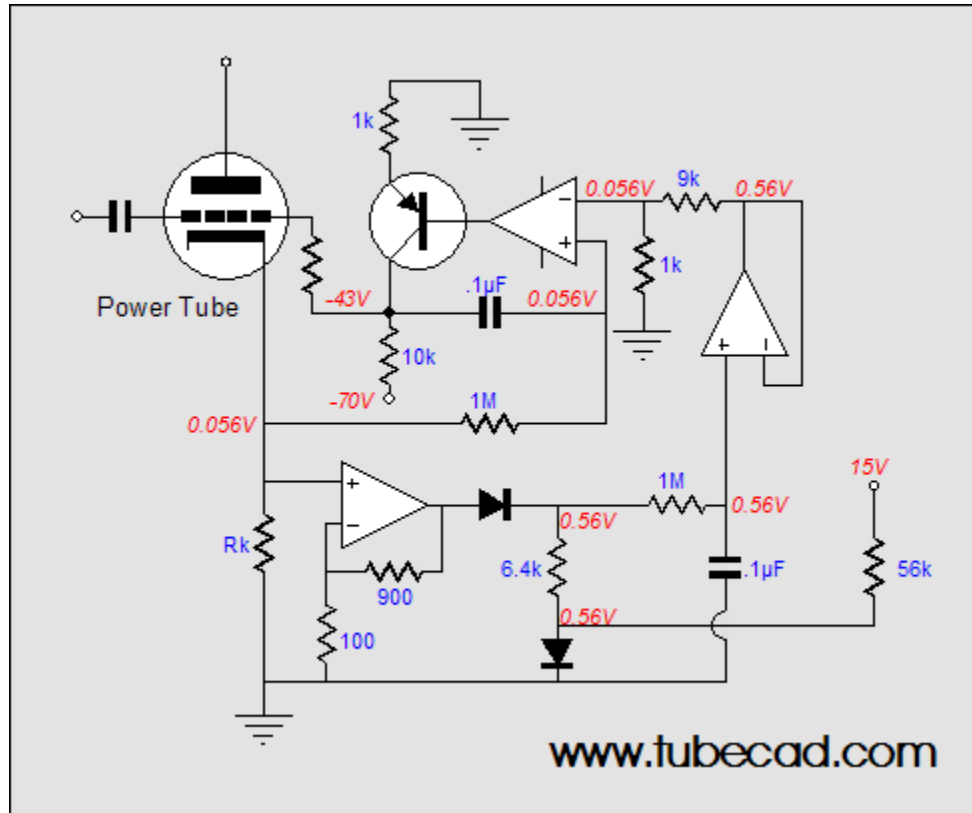 1k
0.056V
9k
0.56V
1k
Power Tube
-43V
.1µF
0.056V
10k
-70V
1M
0.056V
15V
1M
0.56V
0.56V
Rk
6.4k
.1µF
56k
900
0.56V
100
www.tubecad.com